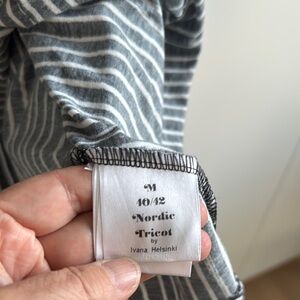 M
40/42
Nordic
Tricot
by
Ivana Helsinki